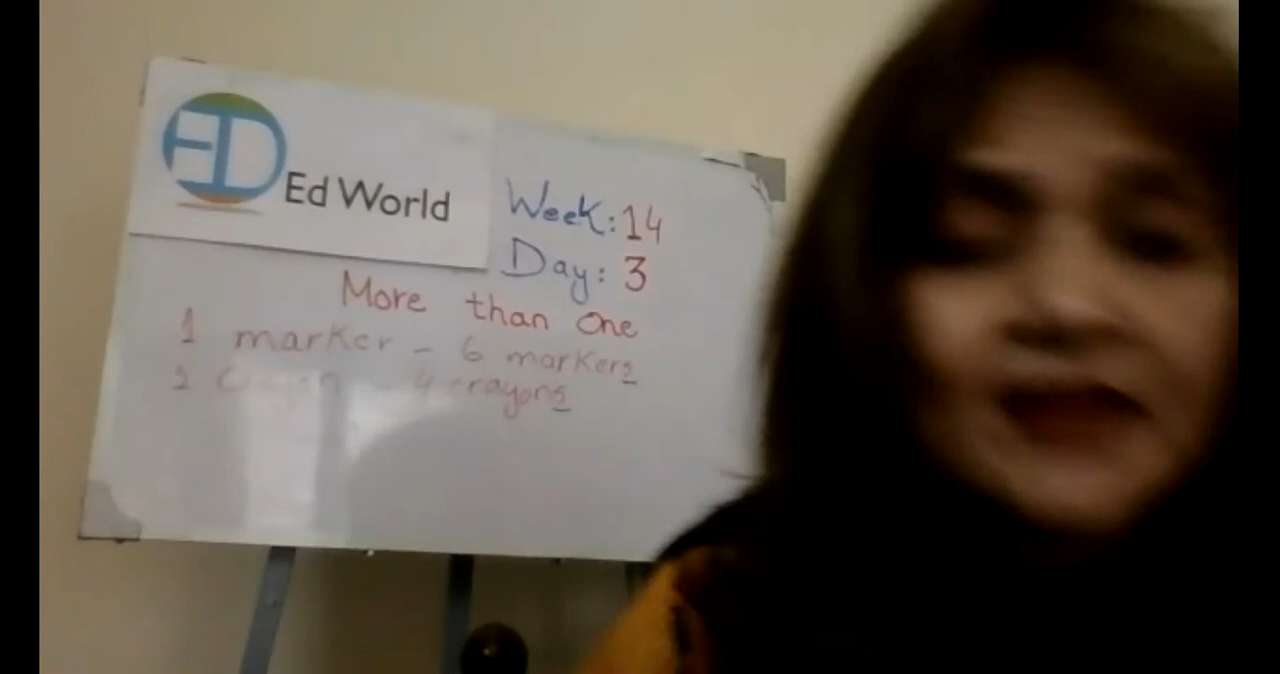 Ed World
Week: 14
Day: 3
More than One
1 marker - 6 markers
4 crayons